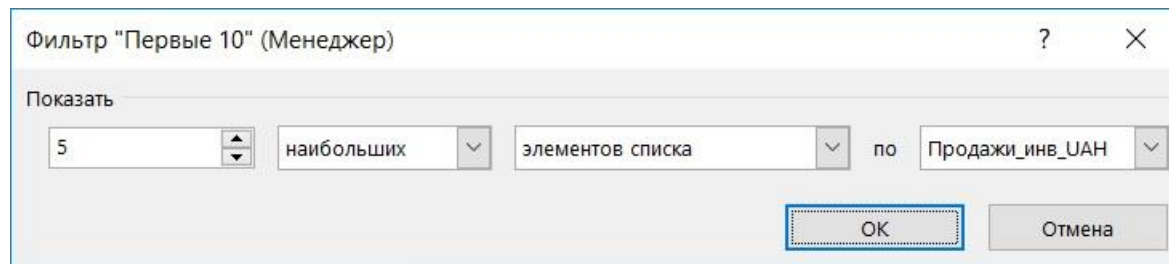 Фильтр "Первые 10" (Менеджер) ?
Показать
5 наибольших элементов списка по Продажи_инв_UAH
ОК Отмена